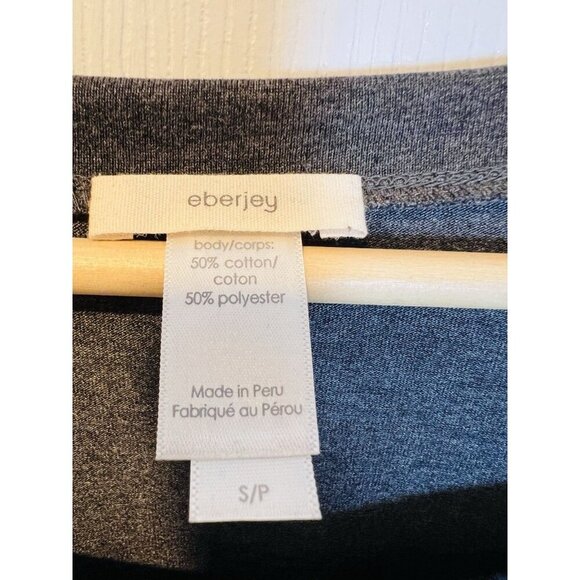 eberjey
body/corps:
50% cotton/
coton
50% polyester
Made in Peru
Fabriqué au Pérou
S/P